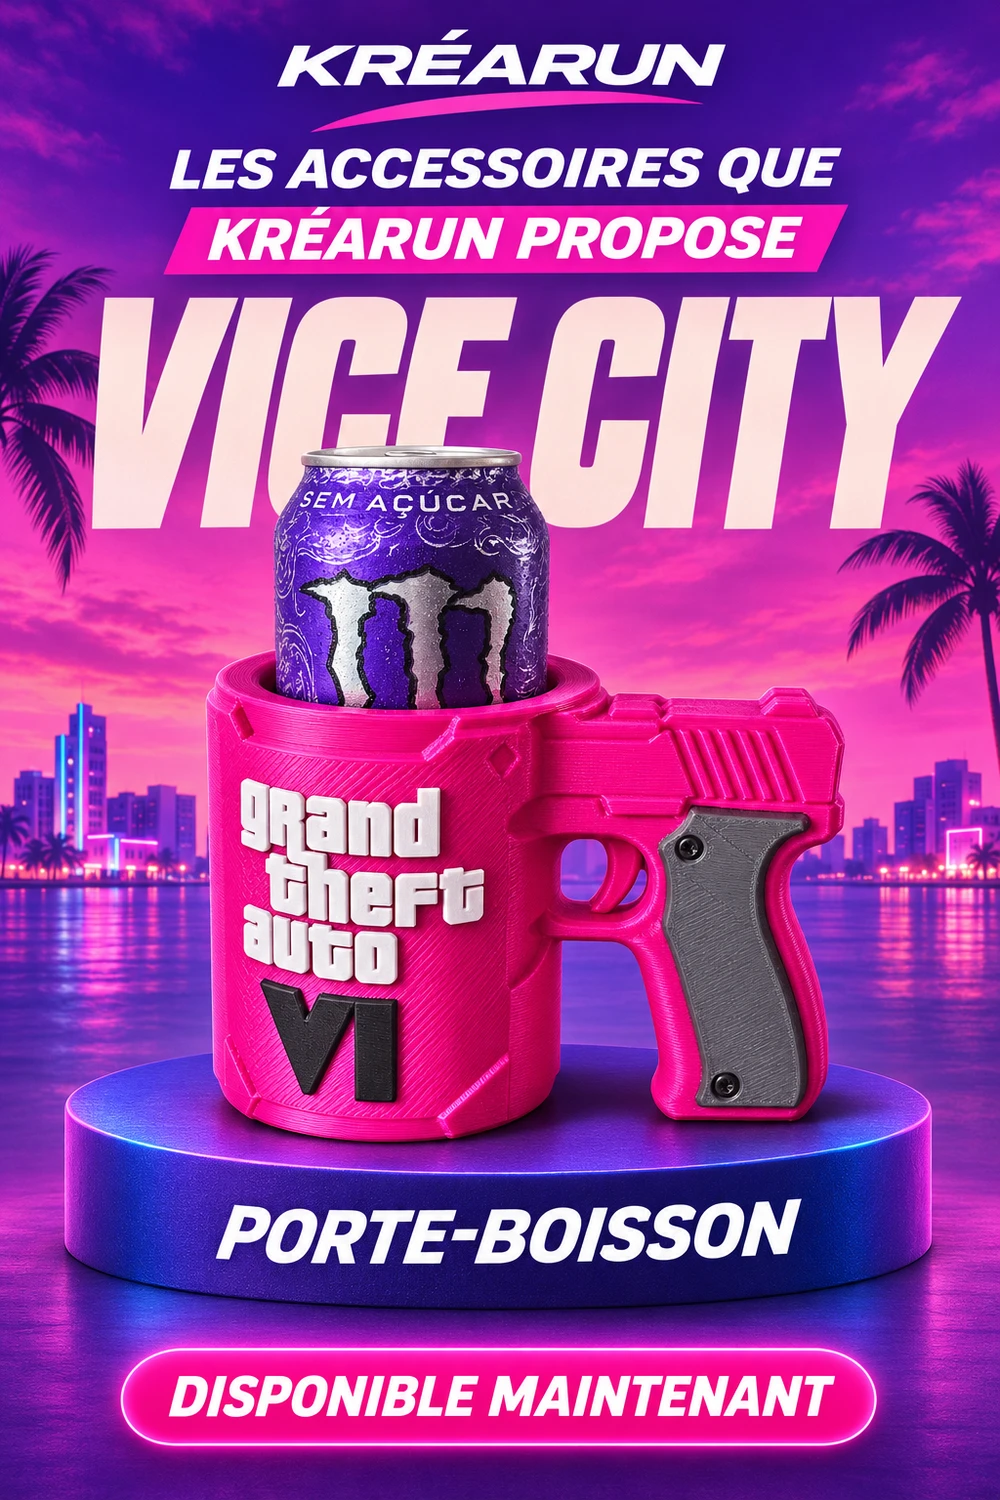 KRÉARUN
LES ACCESSOIRES QUE
KRÉARUN PROPOSE
VICE CITY
SEM AÇÚCAR
grand
theft
auto
VI
PORTE-BOISSON
DISPONIBLE MAINTENANT